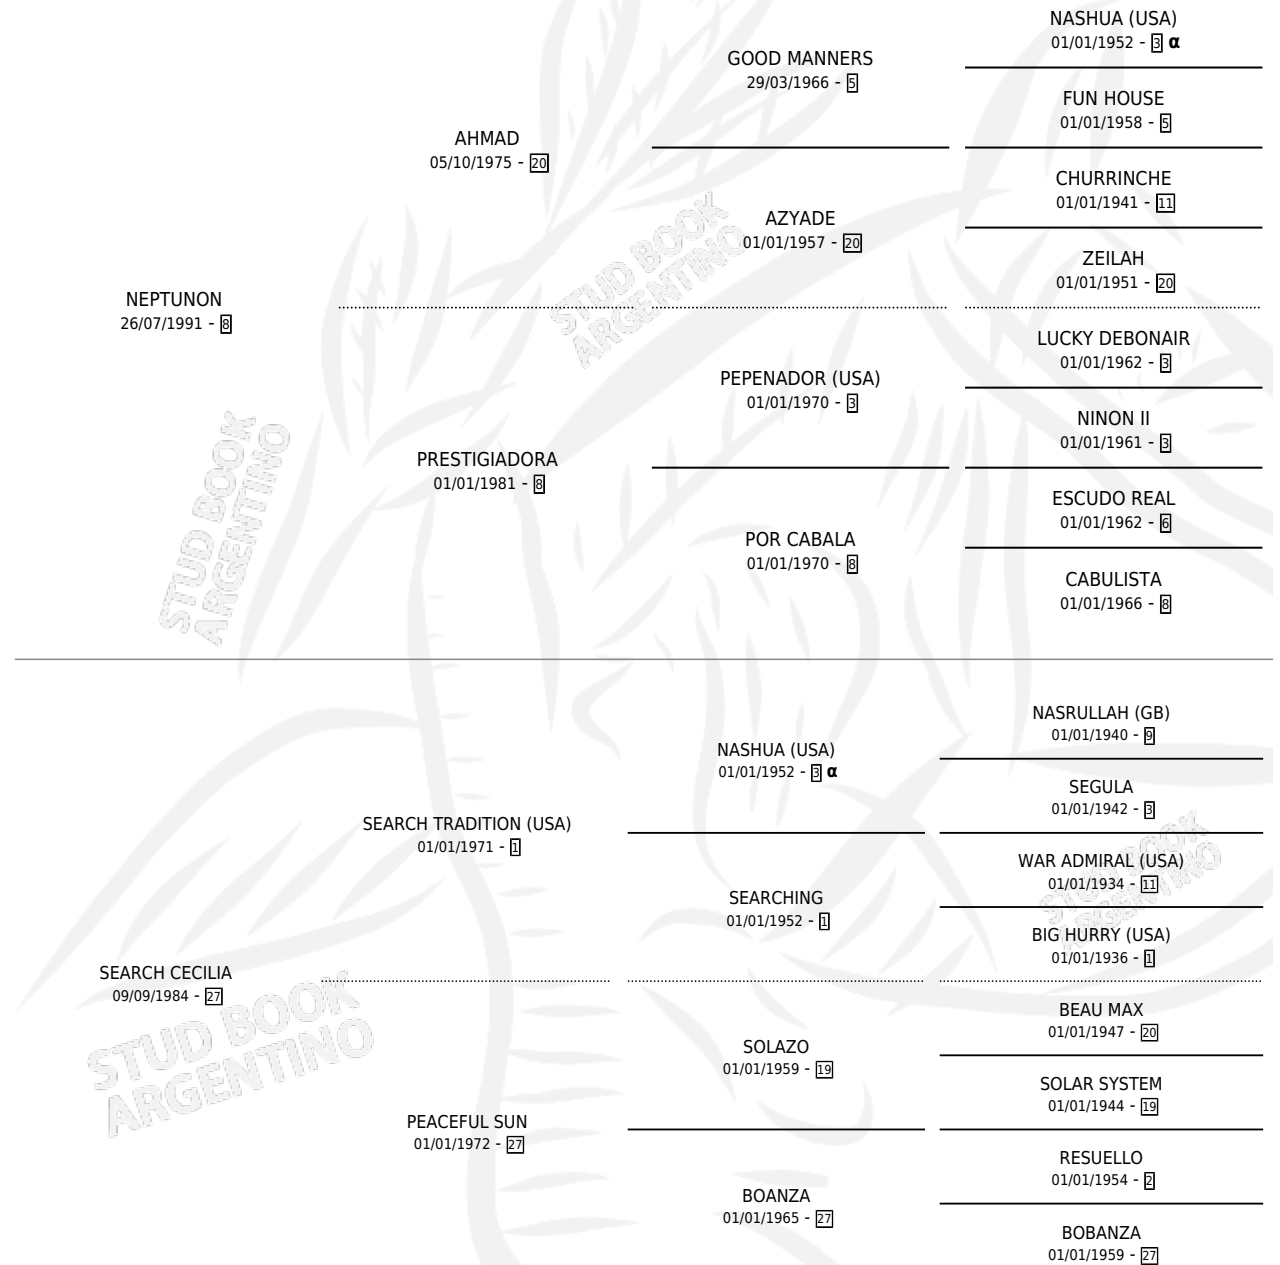 NASHUA (USA)
01/01/1952 - 3 α
GOOD MANNERS
29/03/1966 - 5
FUN HOUSE
01/01/1958 - 5
AHMAD
05/10/1975 - 20
CHURRINCHE
01/01/1941 - 11
AZYADE
01/01/1957 - 20
ZEILAH
01/01/1951 - 20
NEPTUNON
26/07/1991 - 8
LUCKY DEBONAIR
01/01/1962 - 3
PEPENADOR (USA)
01/01/1970 - 3
NINON II
01/01/1961 - 3
PRESTIGIADORA
01/01/1981 - 8
ESCUDO REAL
01/01/1962 - 6
POR CABALA
01/01/1970 - 8
CABULISTA
01/01/1966 - 8
STUD BOOK
ARGENTINO
STUD BOOK
ARGENTINO
NASRULLAH (GB)
01/01/1940 - 9
NASHUA (USA)
01/01/1952 - 3 α
SEGULA
01/01/1942 - 3
SEARCH TRADITION (USA)
01/01/1971 - 1
WAR ADMIRAL (USA)
01/01/1934 - 11
SEARCHING
01/01/1952 - 1
BIG HURRY (USA)
01/01/1936 - 1
SEARCH CECILIA
09/09/1984 - 27
BEAU MAX
01/01/1947 - 20
SOLAZO
01/01/1959 - 19
SOLAR SYSTEM
01/01/1944 - 19
PEACEFUL SUN
01/01/1972 - 27
RESUELLO
01/01/1954 - 2
BOANZA
01/01/1965 - 27
BOBANZA
01/01/1959 - 27
STUD BOOK
ARGENTINO
STUD BOOK
ARGENTINO